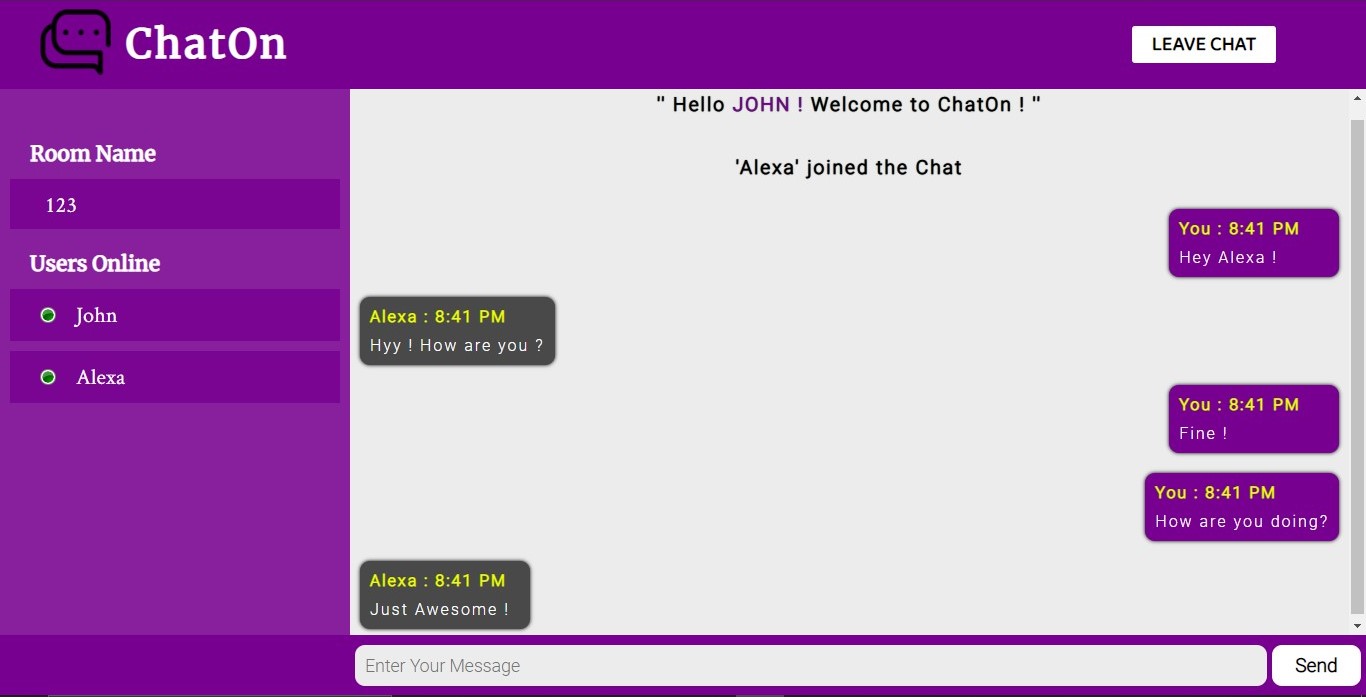 ChatOn
LEAVE CHAT
Room Name
123
Users Online
John
Alexa
" Hello JOHN ! Welcome to ChatOn ! "
'Alexa' joined the Chat
You : 8:41 PM
Hey Alexa !
Alexa : 8:41 PM
Hyy ! How are you ?
You : 8:41 PM
Fine !
You : 8:41 PM
How are you doing?
Alexa : 8:41 PM
Just Awesome !
Enter Your Message
Send